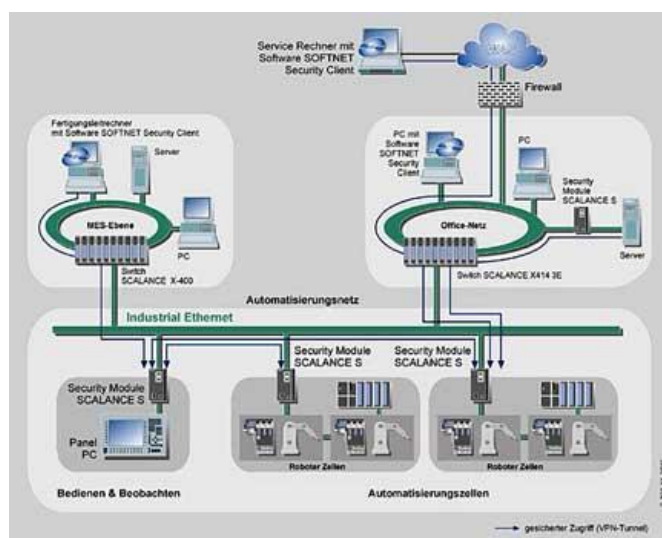 Service Rechner mit
Software SOFTNET
Security Client
Firewall
Fertigungsleitrechner
mit Software SOFTNET Security Client
Server
MES-Ebene
PC
Switch
SCALANCE X-400
PC mit
Software
SOFTNET
Security
Client
PC
Security
Module
SCALANCE S
Office-Netz
Server
Switch SCALANCE X414 3E
Automatisierungsnetz
Industrial Ethernet
Security Module
SCALANCE S
Security Module
SCALANCE S
Security Module
SCALANCE S
Panel
PC
Roboter Zellen
Roboter Zellen
Bedienen & Beobachten
Automatisierungszellen
gesicherter Zugriff (VPN-Tunnel)